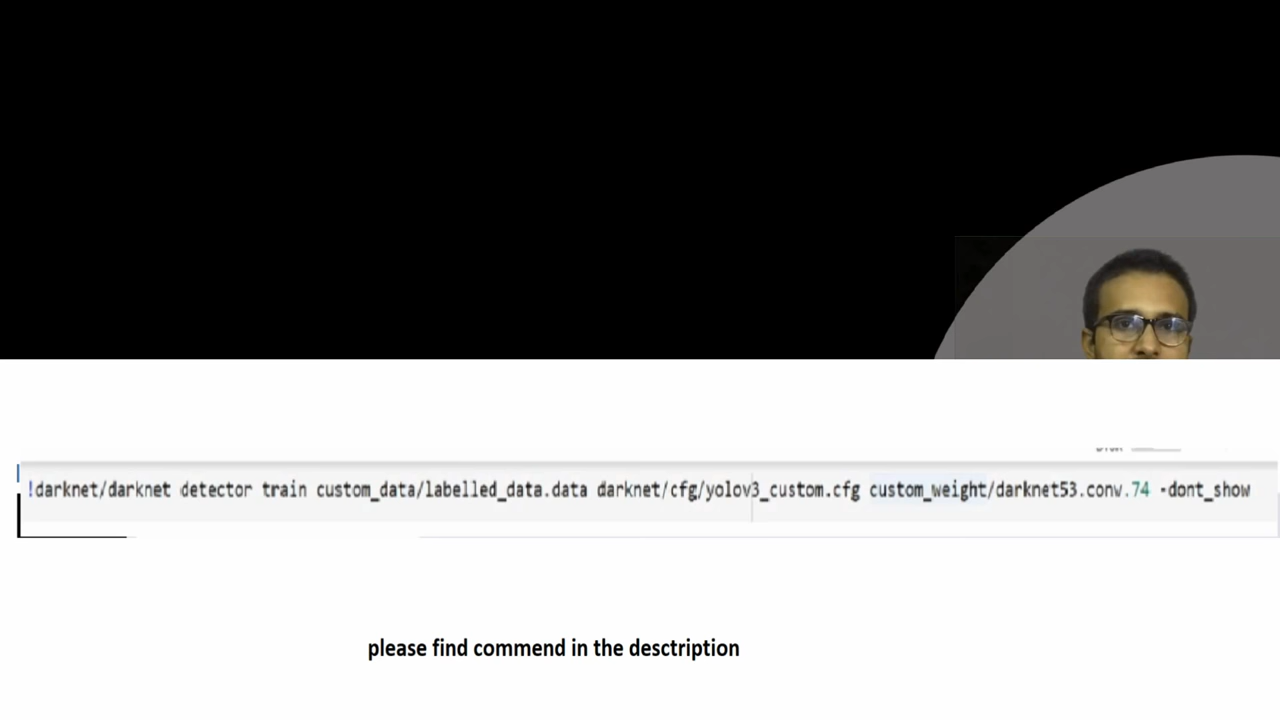 !darknet/darknet detector train custom_data/labelled_data.data darknet/cfg/yolov3_custom.cfg custom_weight/darknet53.conv.74 -dont_show
please find commend in the desctription